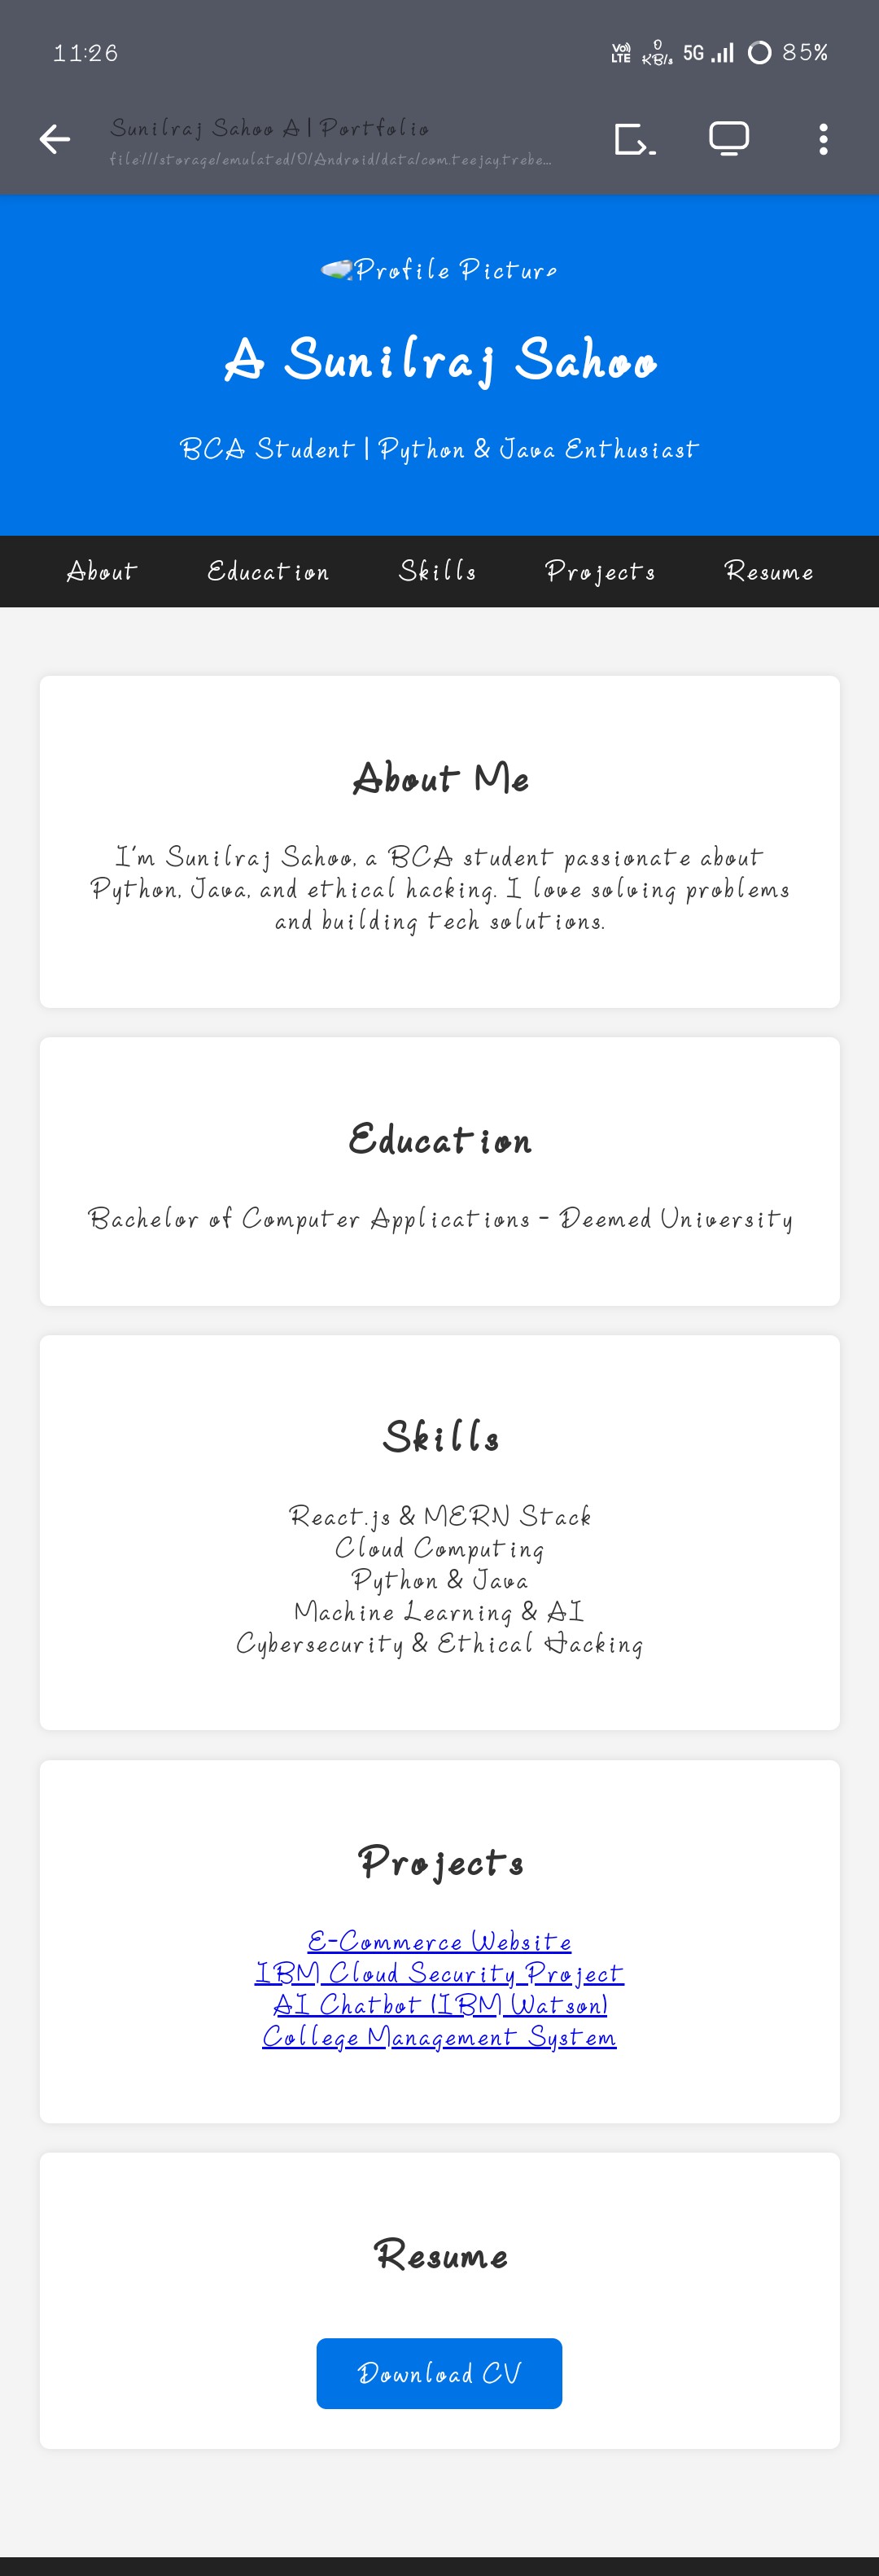 11:26
Vo) LTE 0 KB/s 5G 85%
Sunilraj Sahoo A | Portfolio
file:///storage/emulated/0/Android/data/com.teejay.trebe...
Profile Picture
A Sunilraj Sahoo
BCA Student | Python & Java Enthusiast
About Education Skills Projects Resume
About Me
I'm Sunilraj Sahoo, a BCA student passionate about
Python, Java, and ethical hacking. I love solving problems
and building tech solutions.
Education
Bachelor of Computer Applications - Deemed University
Skills
React.js & MERN Stack
Cloud Computing
Python & Java
Machine Learning & AI
Cybersecurity & Ethical Hacking
Projects
E-Commerce Website
IBM Cloud Security Project
AI Chatbot (IBM Watson)
College Management System
Resume
Download CV